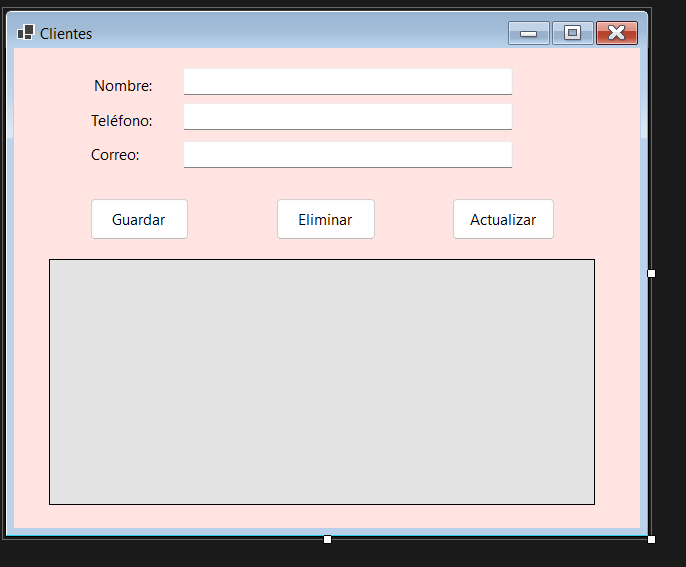 Clientes
Nombre:
Teléfono:
Correo:
Guardar Eliminar Actualizar